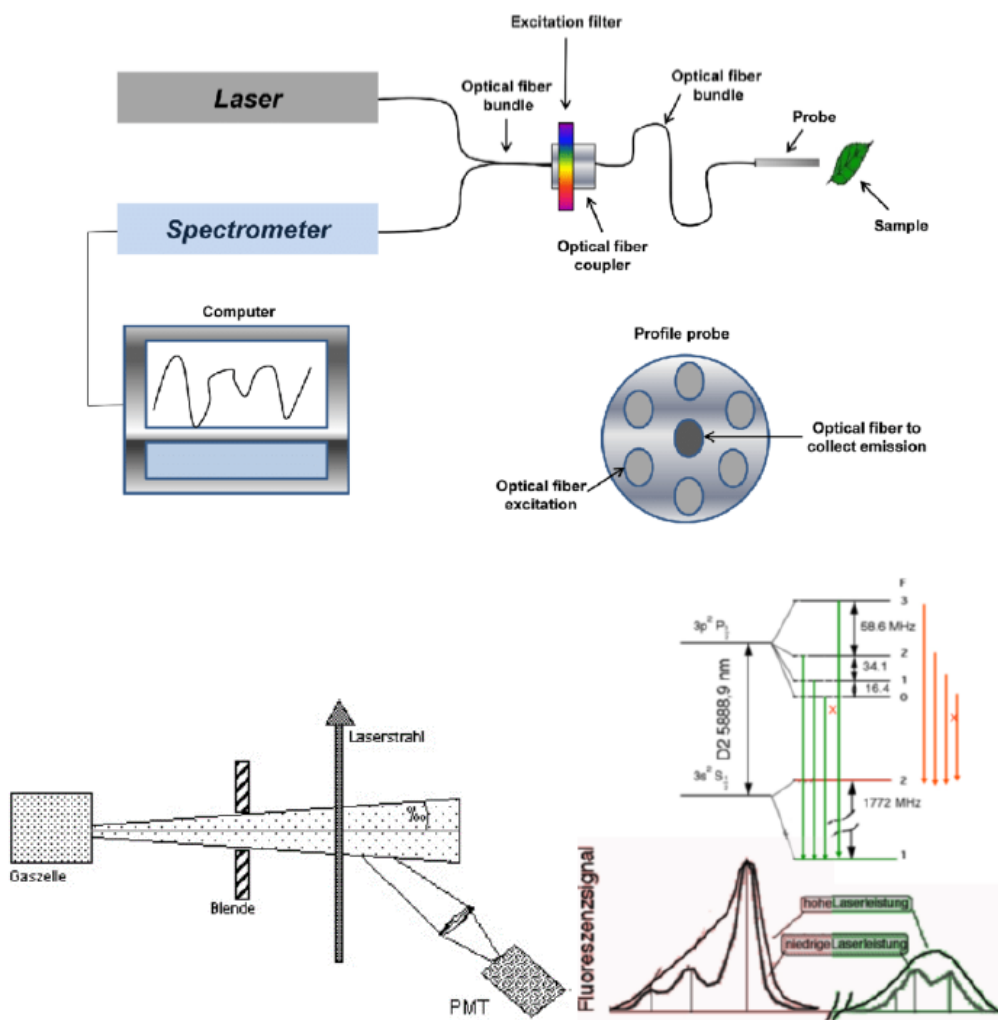 Excitation filter
Optical fiber
bundle
Optical fiber
bundle
Laser
Probe
Spectrometer
Sample
Optical fiber
coupler
Computer
Profile probe
Optical fiber to
collect emission
Optical fiber
excitation
Laserstrahl
Gaszelle
Blende
‰
PMT
F
3
58.6 MHz
2
34.1
1
16.4
0
X
X
D2 5888,9 nm
2
1772 MHz
1
Fluoreszenzsignal
hohe Laserleistung
niedrige Laserleistung